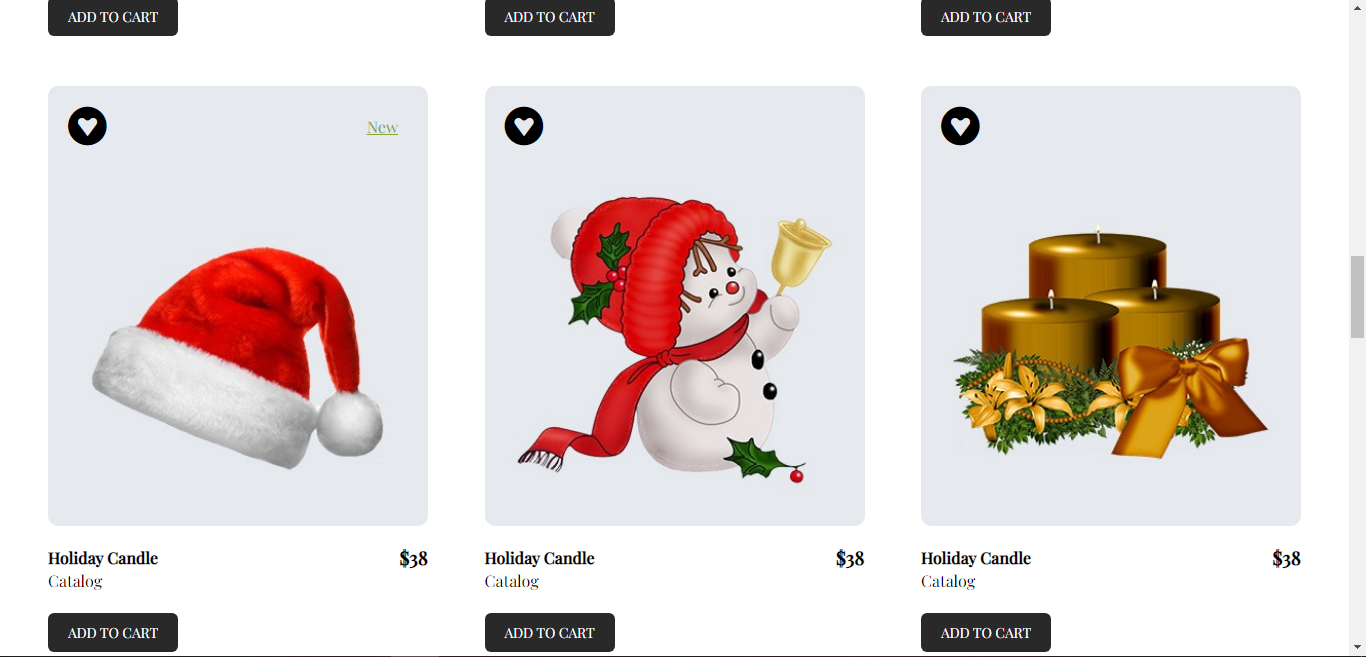 ADD TO CART ADD TO CART ADD TO CART
New
Holiday Candle $38 Holiday Candle $38 Holiday Candle $38
Catalog Catalog Catalog
ADD TO CART ADD TO CART ADD TO CART